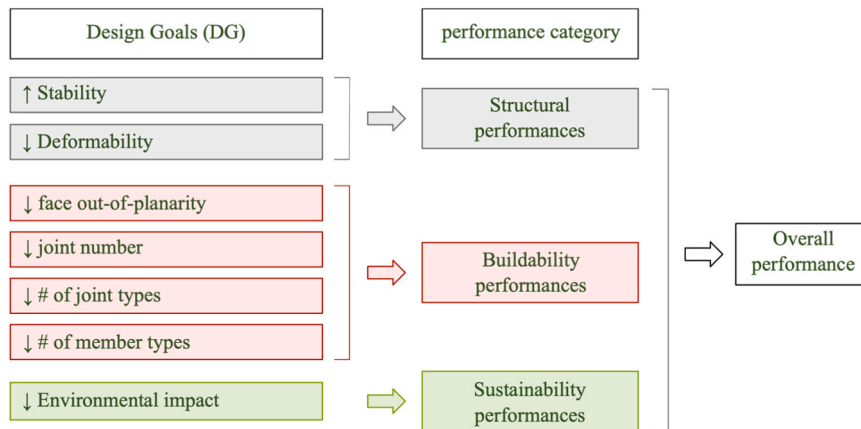 Design Goals (DG)
performance category
↑ Stability
↓ Deformability
Structural
performances
↓ face out-of-planarity
↓ joint number
↓ # of joint types
↓ # of member types
Buildability
performances
↓ Environmental impact
Sustainability
performances
Overall
performance